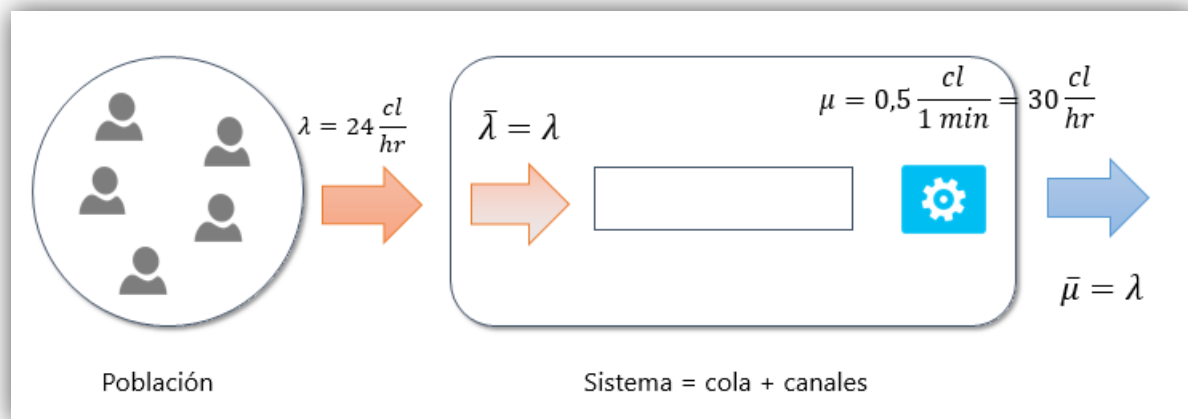 λ = 24 cl/hr
λ̄ = λ
μ = 0,5 cl/1 min = 30 cl/hr
μ̄ = λ
Población
Sistema = cola + canales